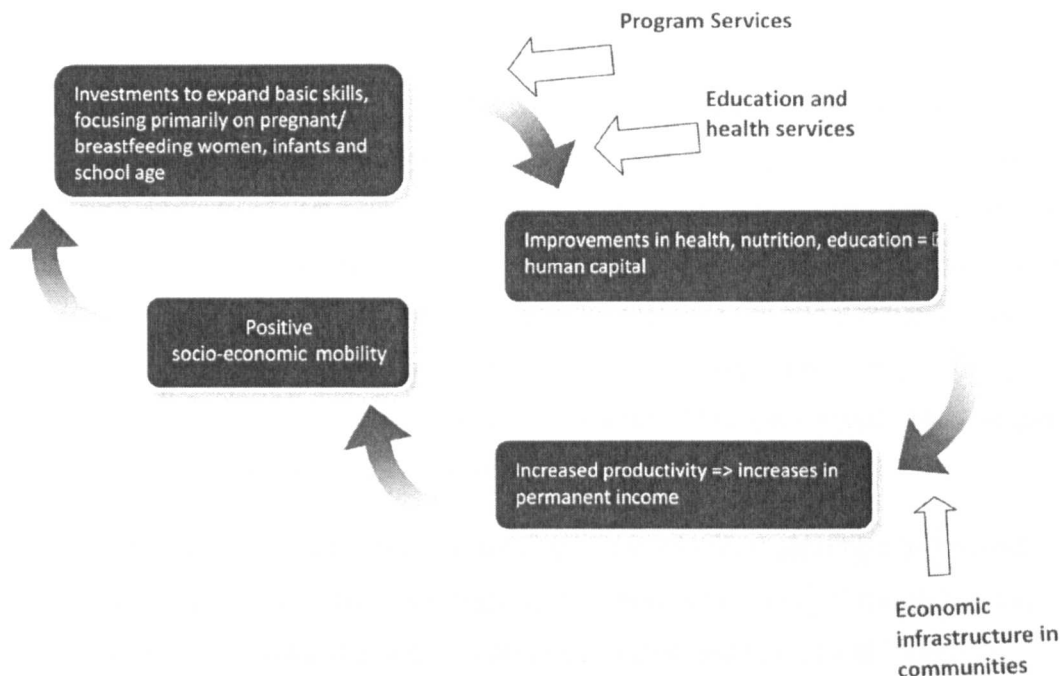 Program Services
Education and
health services
Investments to expand basic skills,
focusing primarily on pregnant/
breastfeeding women, infants and
school age
Improvements in health, nutrition, education =
human capital
Positive
socio-economic mobility
Increased productivity => increases in
permanent income
Economic
infrastructure in
communities